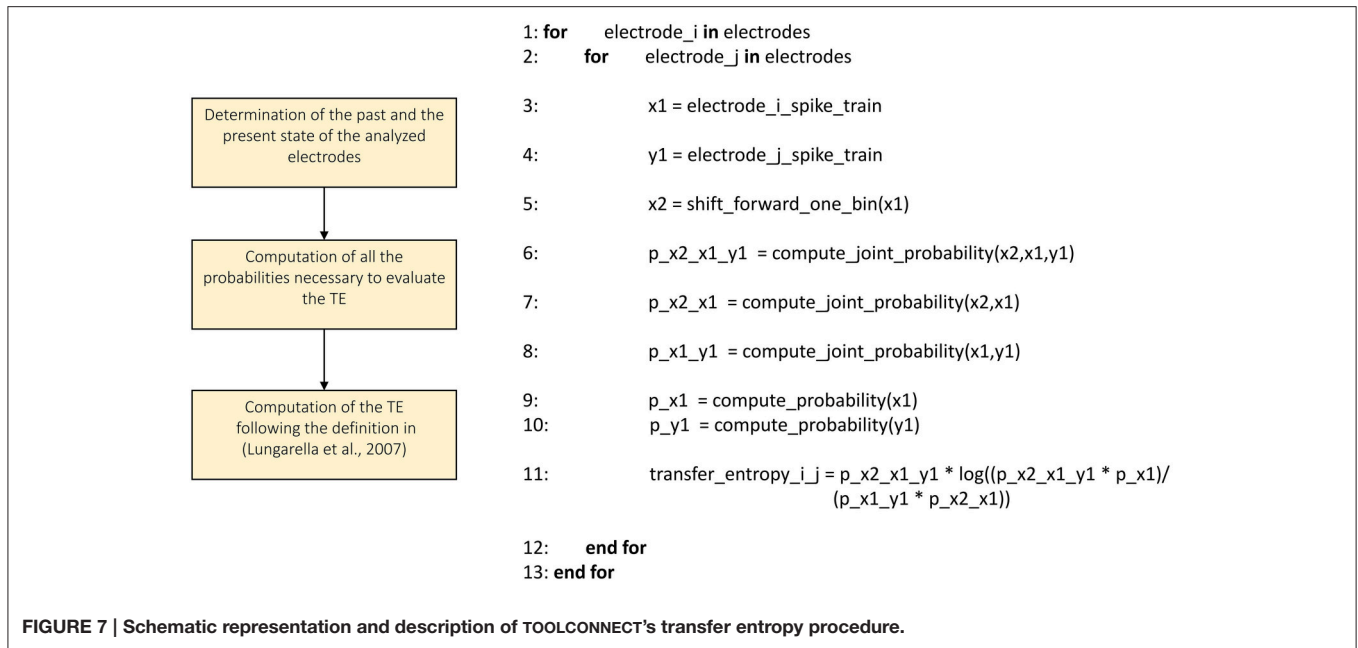 Determination of the past and the
present state of the analyzed
electrodes
Computation of all the
probabilities necessary to evaluate
the TE
Computation of the TE
following the definition in
(Lungarella et al., 2007)
1: for electrode_i in electrodes
2: for electrode_j in electrodes
3: x1 = electrode_i_spike_train
4: y1 = electrode_j_spike_train
5: x2 = shift_forward_one_bin(x1)
6: p_x2_x1_y1 = compute_joint_probability(x2,x1,y1)
7: p_x2_x1 = compute_joint_probability(x2,x1)
8: p_x1_y1 = compute_joint_probability(x1,y1)
9: p_x1 = compute_probability(x1)
10: p_y1 = compute_probability(y1)
11: transfer_entropy_i_j = p_x2_x1_y1 * log((p_x2_x1_y1 * p_x1)/
(p_x1_y1 * p_x2_x1))
12: end for
13: end for
FIGURE 7 | Schematic representation and description of TOOLCONNECT's transfer entropy procedure.